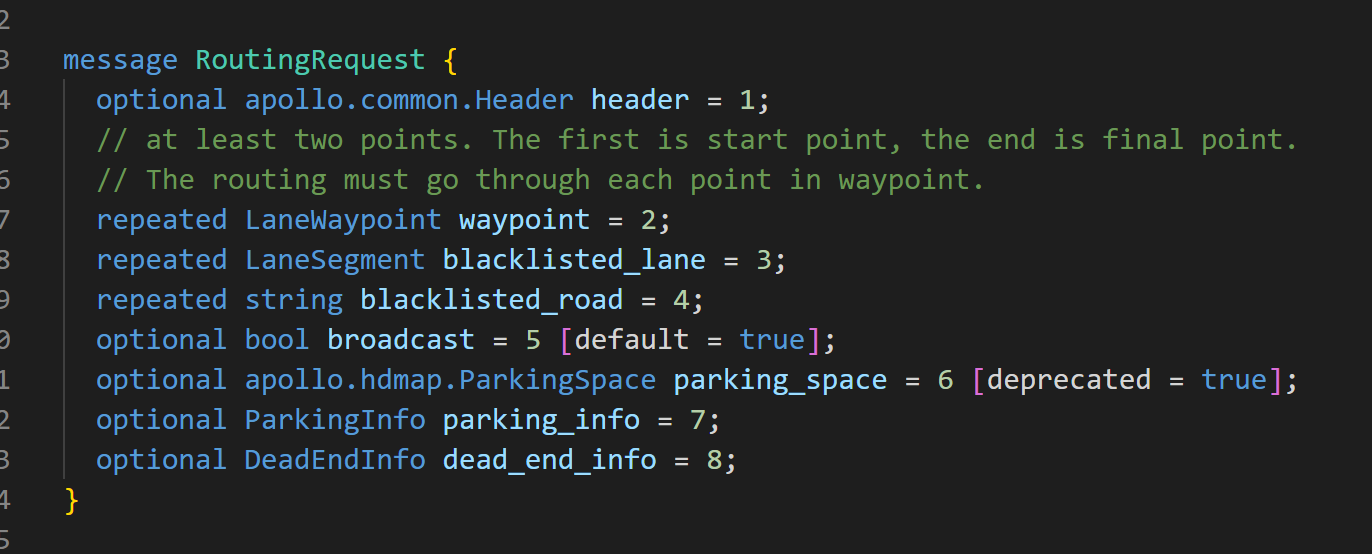 2
3 message RoutingRequest {
4 optional apollo.common.Header header = 1;
5 // at least two points. The first is start point, the end is final point.
6 // The routing must go through each point in waypoint.
7 repeated LaneWaypoint waypoint = 2;
8 repeated LaneSegment blacklisted_lane = 3;
9 repeated string blacklisted_road = 4;
0 optional bool broadcast = 5 [default = true];
1 optional apollo.hdmap.ParkingSpace parking_space = 6 [deprecated = true];
2 optional ParkingInfo parking_info = 7;
3 optional DeadEndInfo dead_end_info = 8;
4 }
5